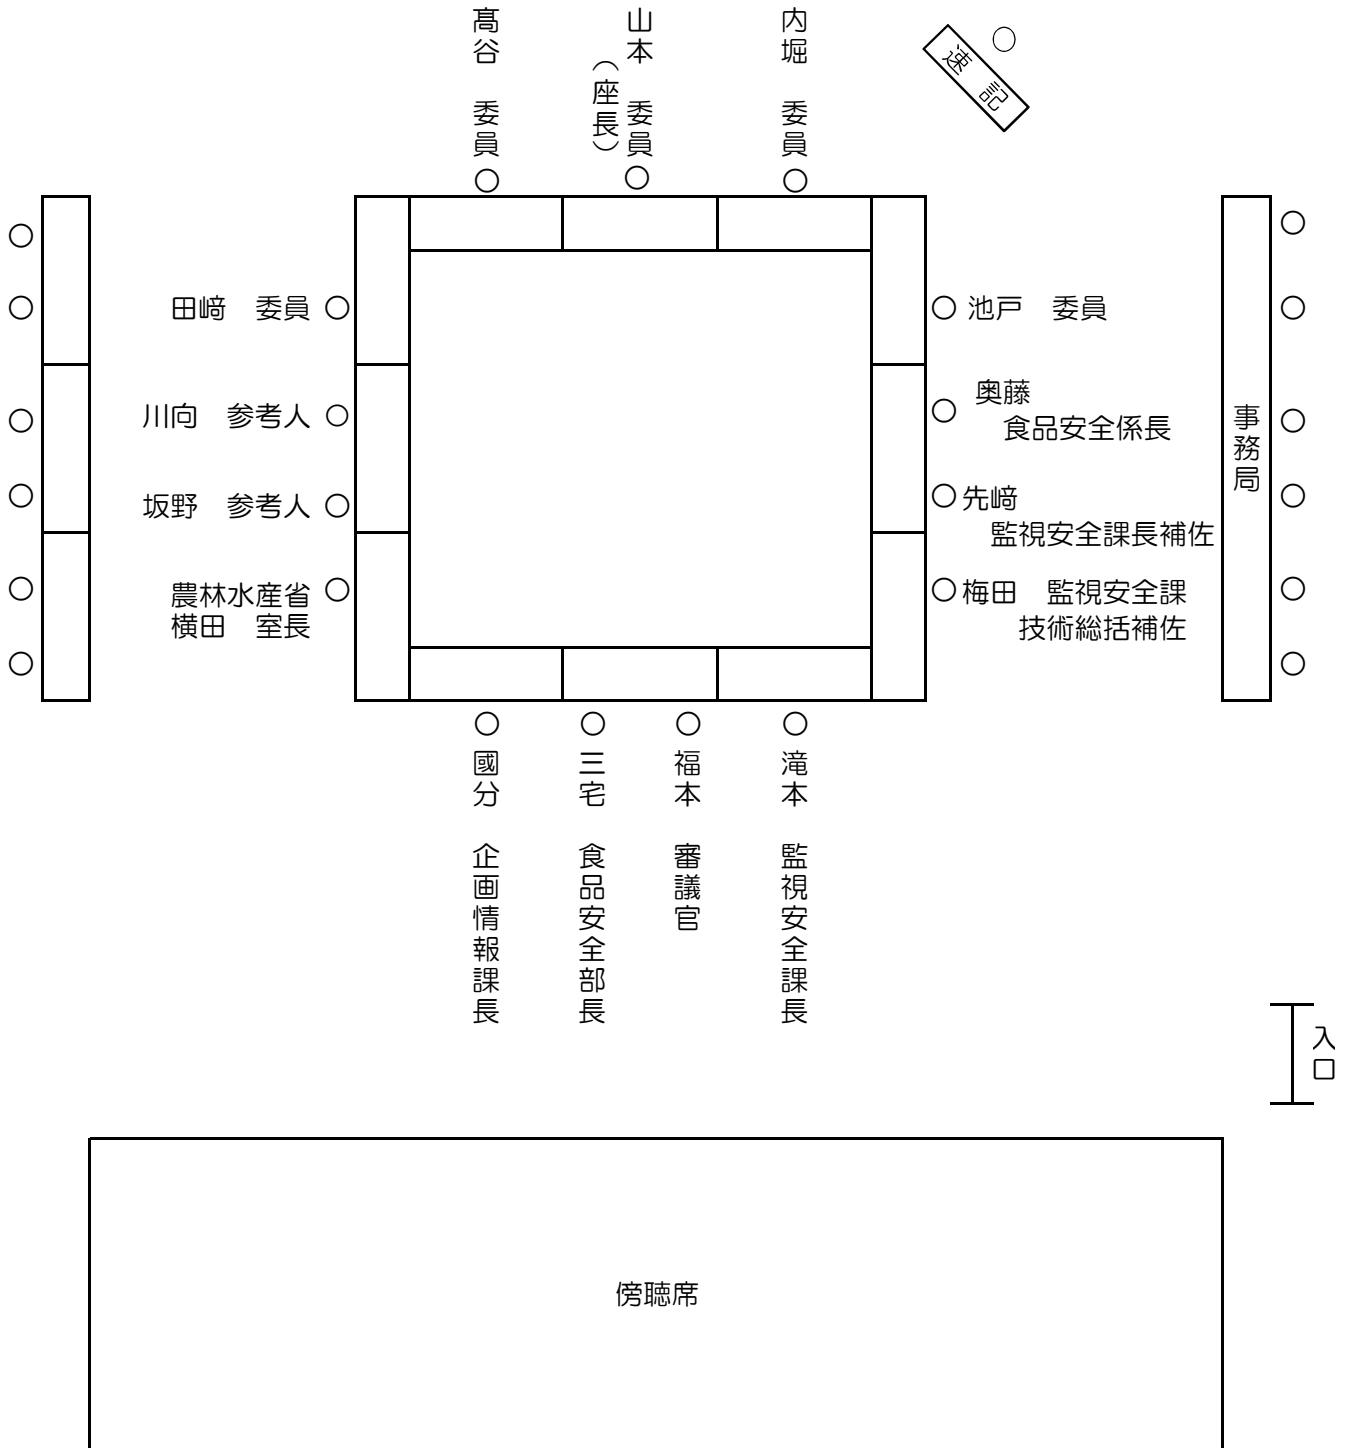 髙谷　委員
山本　委員
（座長）
内堀　委員
速記
田﨑　委員
池戸　委員
川向　参考人
奥藤
食品安全係長
坂野　参考人
先﨑
監視安全課長補佐
農林水産省
横田　室長
梅田　監視安全課
技術総括補佐
事務局
國分　企画情報課長
三宅　食品安全部長
福本　審議官
滝本　監視安全課長
入口
傍聴席